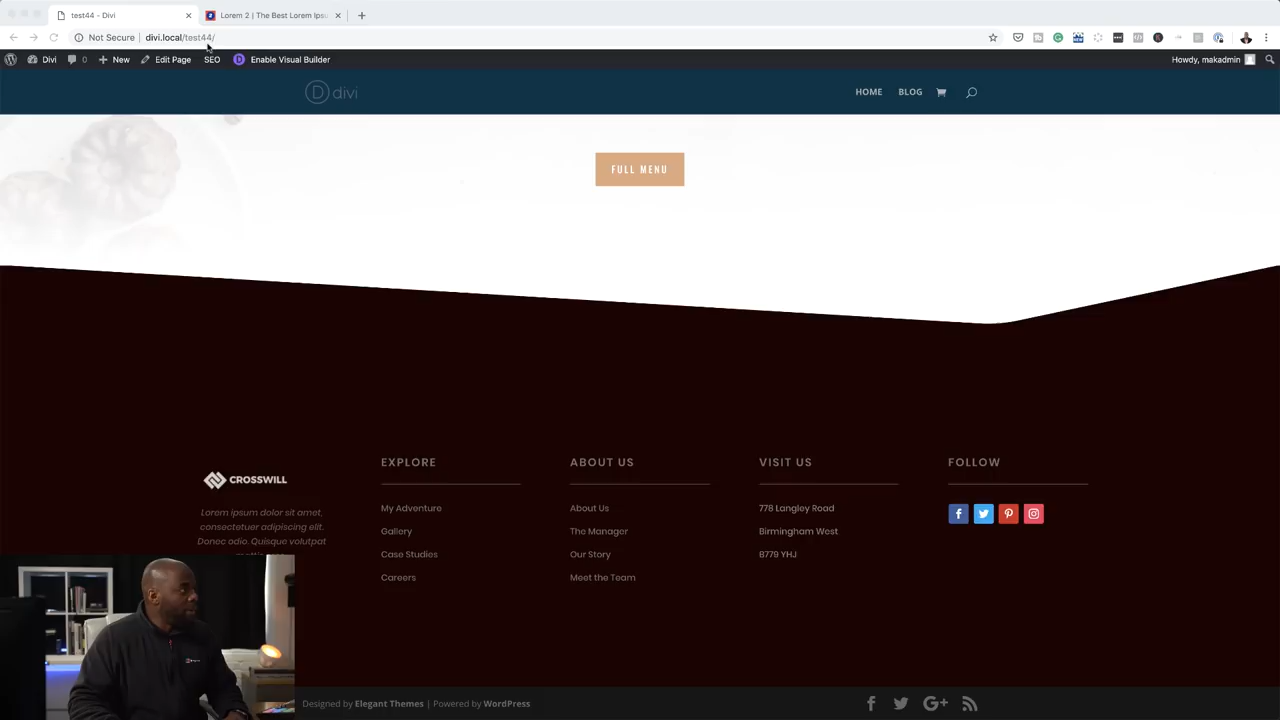 test44 - Divi
Lorem 2 | The Best Lorem Ipsu
Not Secure | divi.local/test44/
Divi 0 New Edit Page SEO Enable Visual Builder Howdy, makadmin
D divi HOME BLOG
FULL MENU
CROSSWILL
Lorem ipsum dolor sit amet,
consectetuer adipiscing elit.
Donec odio. Quisque volutpat
EXPLORE
My Adventure
Gallery
Case Studies
Careers
ABOUT US
About Us
The Manager
Our Story
Meet the Team
VISIT US
778 Langley Road
Birmingham West
B779 YHJ
FOLLOW
Designed by Elegant Themes | Powered by WordPress